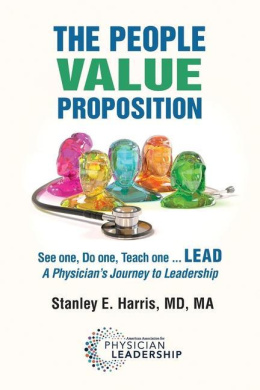 THE PEOPLE
VALUE
PROPOSITION
See one, Do one, Teach one ... LEAD
A Physician's Journey to Leadership
Stanley E. Harris, MD, MA
American Association for
PHYSICIAN
LEADERSHIP